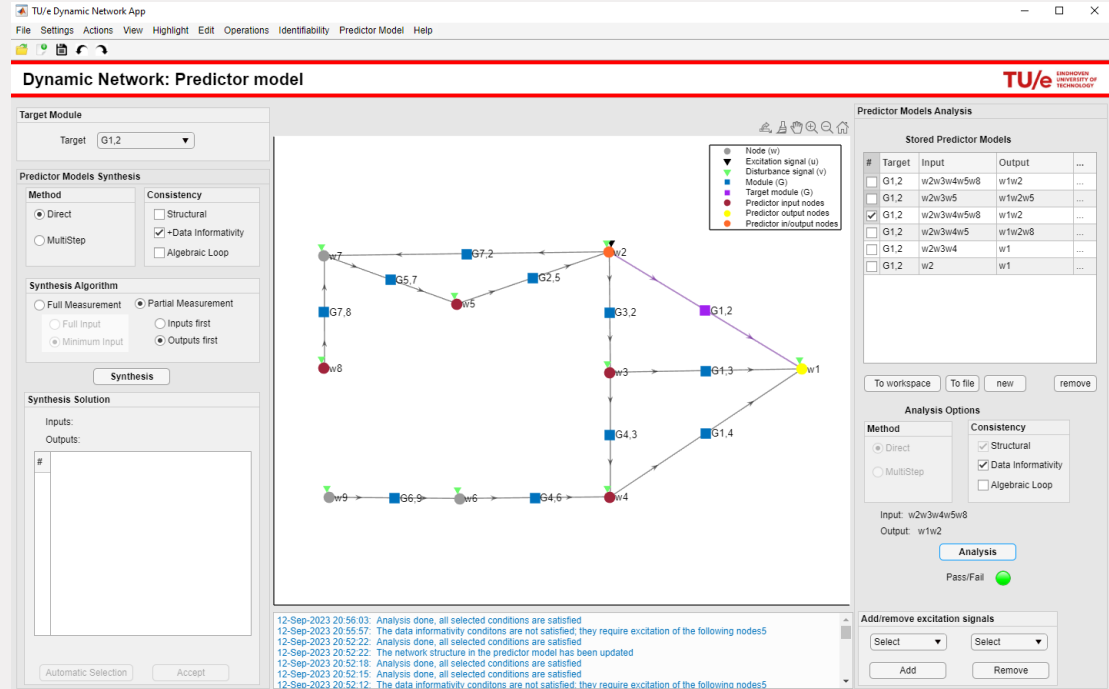 TU/e Dynamic Network App
File Settings Actions View Highlight Edit Operations Identifiability Predictor Model Help
Dynamic Network: Predictor model
TU/e EINDHOVEN UNIVERSITY OF TECHNOLOGY
Target Module
Target G1,2
Predictor Models Synthesis
Method
Direct
MultiStep
Consistency
Structural
+Data Informativity
Algebraic Loop
Synthesis Algorithm
Full Measurement
Partial Measurement
Full Input
Inputs first
Minimum Input
Outputs first
Synthesis
Synthesis Solution
Inputs:
Outputs:
#
Automatic Selection
Accept
Node (w)
Excitation signal (u)
Disturbance signal (v)
Module (G)
Target module (G)
Predictor input nodes
Predictor output nodes
Predictor in/output nodes
w7
G7,2
w2
G5,7
G2,5
w5
G7,8
G3,2
G1,2
w8
w3
G1,3
w1
G4,3
G1,4
w9
G6,9
w6
G4,6
w4
12-Sep-2023 20:56:03: Analysis done, all selected conditions are satisfied
12-Sep-2023 20:55:57: The data informativity conditons are not satisfied; they require excitation of the following nodes5
12-Sep-2023 20:52:22: Analysis done, all selected conditions are satisfied
12-Sep-2023 20:52:22: The network structure in the predictor model has been updated
12-Sep-2023 20:52:18: Analysis done, all selected conditions are satisfied
12-Sep-2023 20:52:15: Analysis done, all selected conditions are satisfied
12-Sep-2023 20:52:12: The data informativity conditons are not satisfied; they require excitation of the following nodes5
Predictor Models Analysis
Stored Predictor Models
# Target Input Output ...
G1,2 w2w3w4w5w8 w1w2 ...
G1,2 w2w3w5 w1w2w5 ...
G1,2 w2w3w4w5w8 w1w2 ...
G1,2 w2w3w4w5 w1w2w8 ...
G1,2 w2w3w4 w1 ...
G1,2 w2 w1 ...
To workspace
To file
new
remove
Analysis Options
Method
Direct
MultiStep
Consistency
Structural
Data Informativity
Algebraic Loop
Input: w2w3w4w5w8
Output: w1w2
Analysis
Pass/Fail
Add/remove excitation signals
Select
Select
Add
Remove